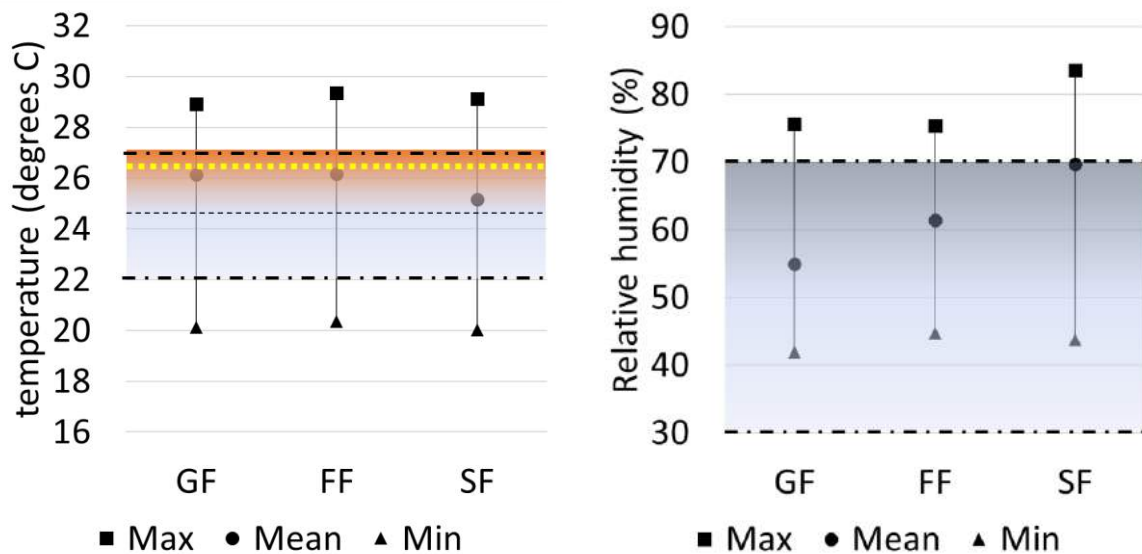 temperature (degrees C)
32
30
28
26
24
22
20
18
16
GF FF SF
■ Max ● Mean ▲ Min
Relative humidity (%)
90
80
70
60
50
40
30
GF FF SF
■ Max ● Mean ▲ Min